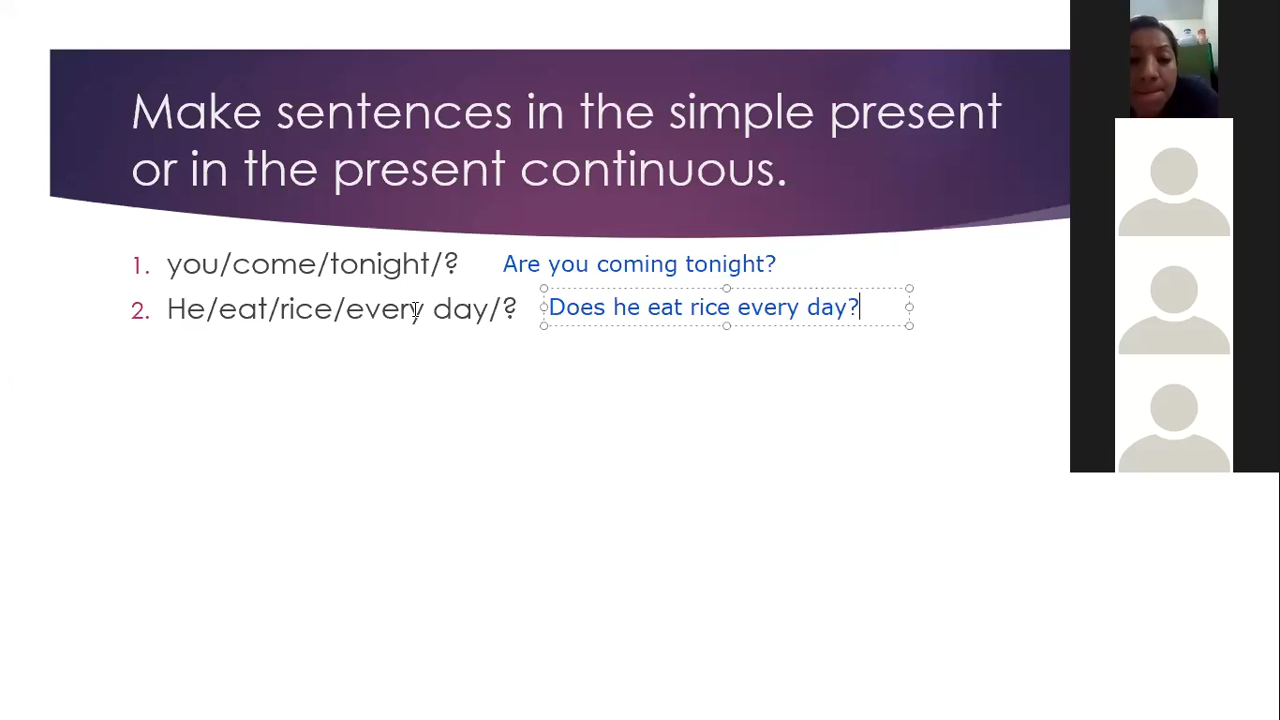 Make sentences in the simple present
or in the present continuous.
1. you/come/tonight/? Are you coming tonight?
2. He/eat/rice/every day/? Does he eat rice every day?